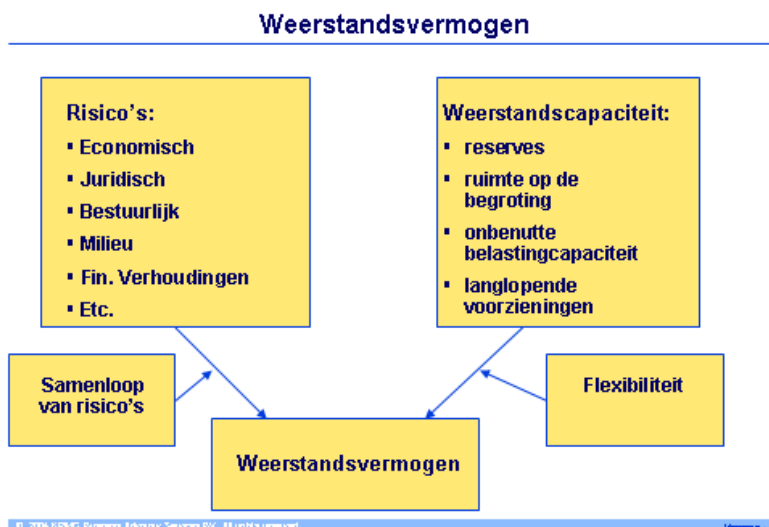 Weerstandsvermogen
Risico's:
▪ Economisch
▪ Juridisch
▪ Bestuurlijk
▪ Milieu
▪ Fin. Verhoudingen
▪ Etc.
Weerstandscapaciteit:
▪ reserves
▪ ruimte op de
begroting
▪ onbenutte
belastingcapaciteit
▪ langlopende
voorzieningen
Samenloop
van risico's
Flexibiliteit
Weerstandsvermogen